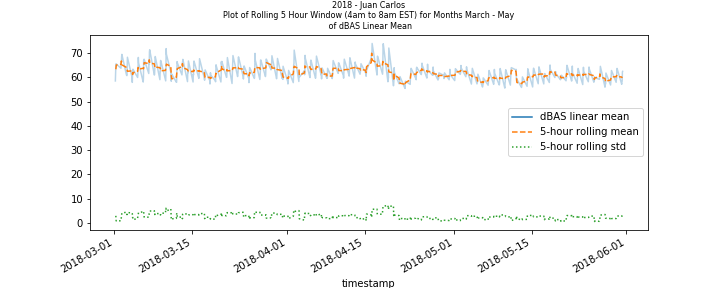 2018 - Juan Carlos
Plot of Rolling 5 Hour Window (4am to 8am EST) for Months March - May
of dBAS Linear Mean
70
60
50
40
30
20
10
0
dBAS linear mean
5-hour rolling mean
5-hour rolling std
2018-03-01
2018-03-15
2018-04-01
2018-04-15
2018-05-01
2018-05-15
2018-06-01
timestamp